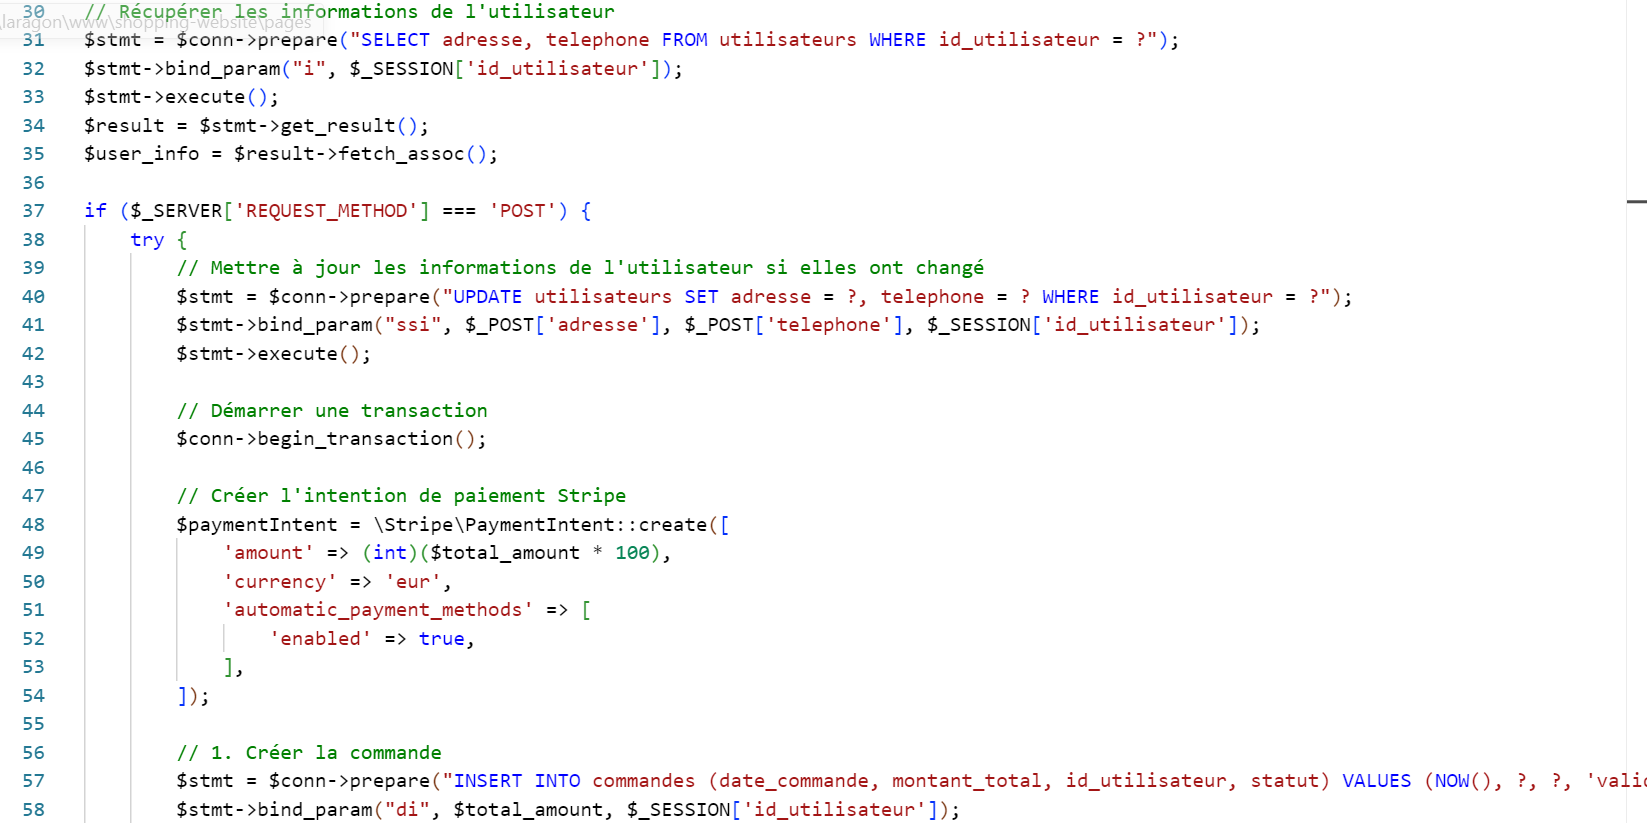 \laragon\www\shopping-website\pages
30 // Récupérer les informations de l'utilisateur
31 $stmt = $conn->prepare("SELECT adresse, telephone FROM utilisateurs WHERE id_utilisateur = ?");
32 $stmt->bind_param("i", $_SESSION['id_utilisateur']);
33 $stmt->execute();
34 $result = $stmt->get_result();
35 $user_info = $result->fetch_assoc();
36
37 if ($_SERVER['REQUEST_METHOD'] === 'POST') {
38 try {
39 // Mettre à jour les informations de l'utilisateur si elles ont changé
40 $stmt = $conn->prepare("UPDATE utilisateurs SET adresse = ?, telephone = ? WHERE id_utilisateur = ?");
41 $stmt->bind_param("ssi", $_POST['adresse'], $_POST['telephone'], $_SESSION['id_utilisateur']);
42 $stmt->execute();
43
44 // Démarrer une transaction
45 $conn->begin_transaction();
46
47 // Créer l'intention de paiement Stripe
48 $paymentIntent = \Stripe\PaymentIntent::create([
49 'amount' => (int)($total_amount * 100),
50 'currency' => 'eur',
51 'automatic_payment_methods' => [
52 'enabled' => true,
53 ],
54 ]);
55
56 // 1. Créer la commande
57 $stmt = $conn->prepare("INSERT INTO commandes (date_commande, montant_total, id_utilisateur, statut) VALUES (NOW(), ?, ?, 'valid
58 $stmt->bind_param("di", $total_amount, $_SESSION['id_utilisateur']);